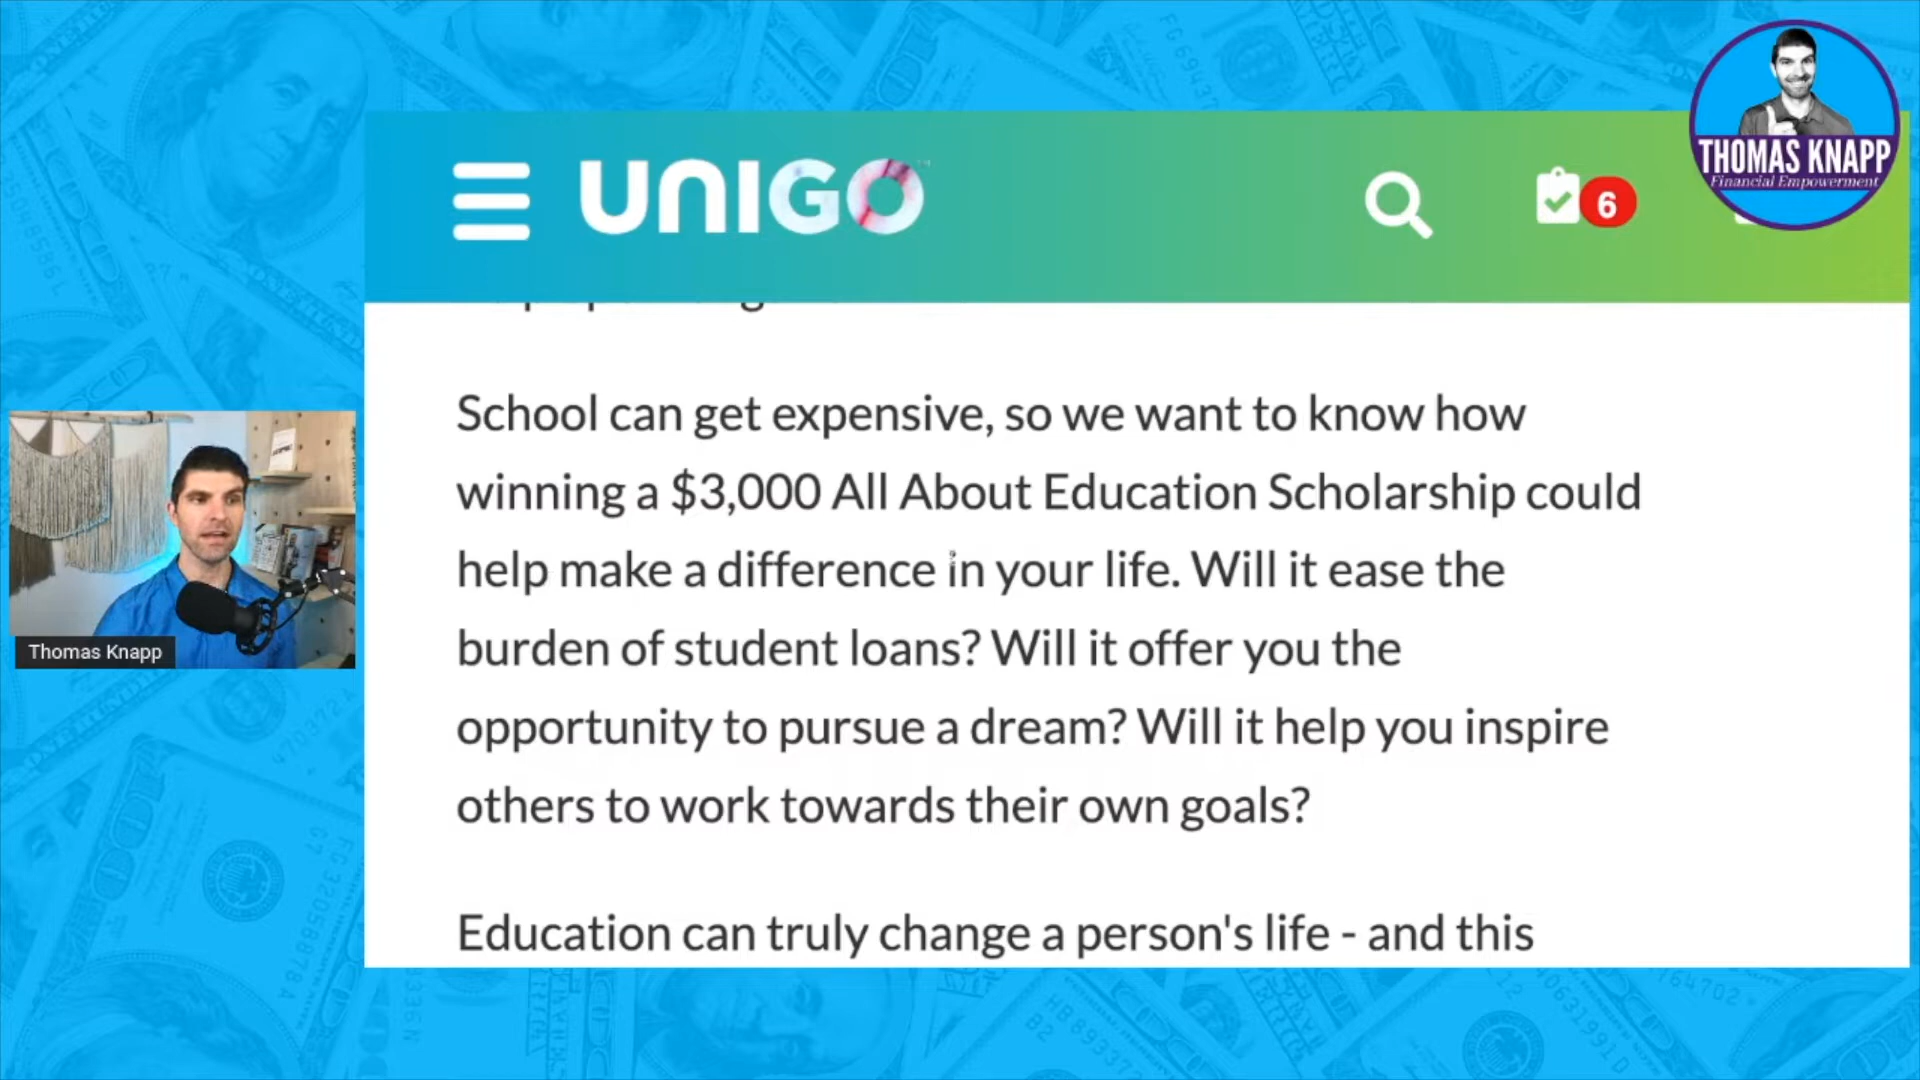 UNIGO
6
THOMAS KNAPP
Financial Empowerment
School can get expensive, so we want to know how
winning a $3,000 All About Education Scholarship could
help make a difference in your life. Will it ease the
burden of student loans? Will it offer you the
opportunity to pursue a dream? Will it help you inspire
others to work towards their own goals?
Education can truly change a person's life - and this
Thomas Knapp